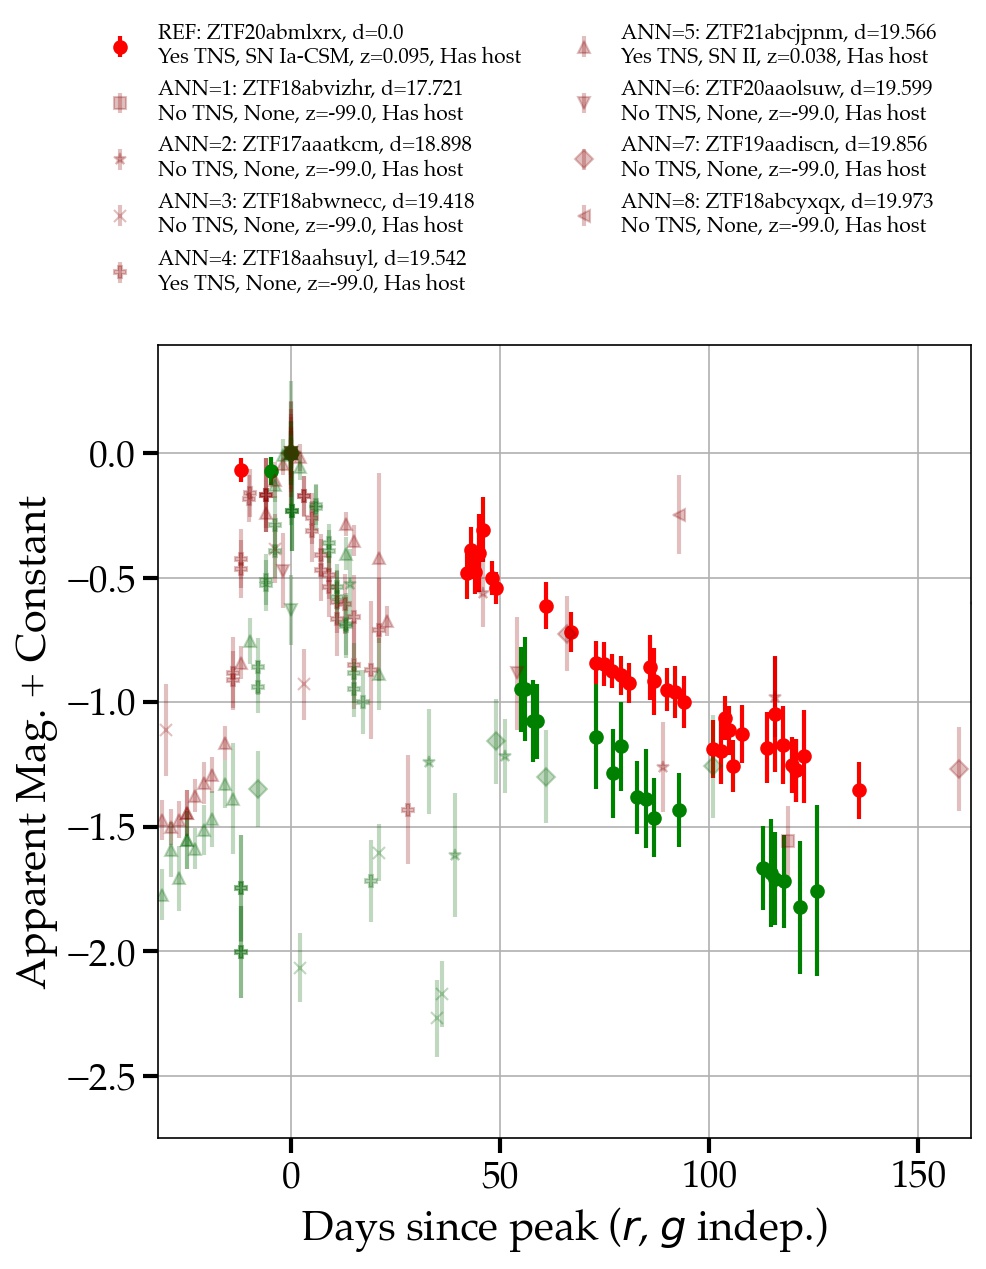 REF: ZTF20abmlxrx, d=0.0
Yes TNS, SN Ia-CSM, z=0.095, Has host
ANN=1: ZTF18abvizhr, d=17.721
No TNS, None, z=-99.0, Has host
ANN=2: ZTF17aaatkcm, d=18.898
No TNS, None, z=-99.0, Has host
ANN=3: ZTF18abwnecc, d=19.418
No TNS, None, z=-99.0, Has host
ANN=4: ZTF18aahsuyl, d=19.542
Yes TNS, None, z=-99.0, Has host
ANN=5: ZTF21abcjpnm, d=19.566
Yes TNS, SN II, z=0.038, Has host
ANN=6: ZTF20aaolsuw, d=19.599
No TNS, None, z=-99.0, Has host
ANN=7: ZTF19aadiscn, d=19.856
No TNS, None, z=-99.0, Has host
ANN=8: ZTF18abcyxqx, d=19.973
No TNS, None, z=-99.0, Has host
Apparent Mag. + Constant
0.0
−0.5
−1.0
−1.5
−2.0
−2.5
0
50
100
150
Days since peak (r, g indep.)